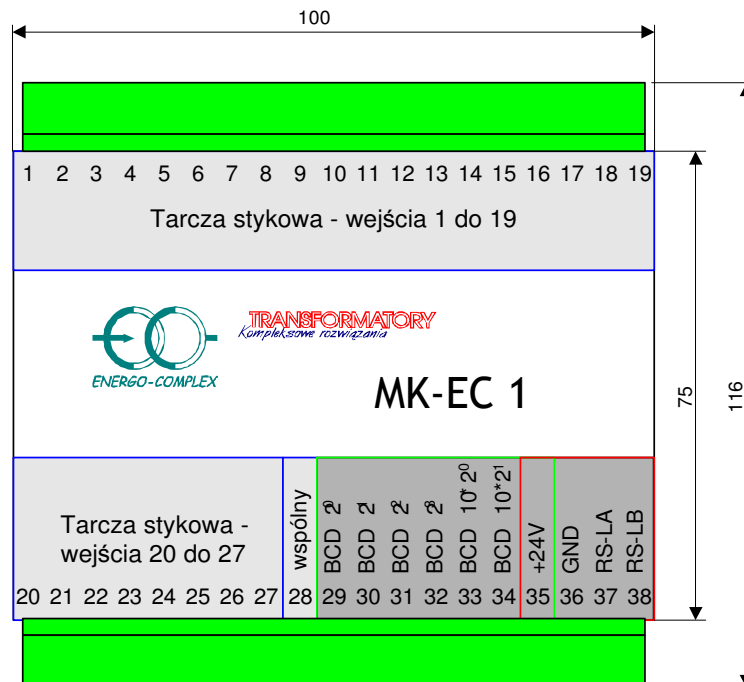 100
1 2 3 4 5 6 7 8 9 10 11 12 13 14 15 16 17 18 19
Tarcza stykowa - wejścia 1 do 19
TRANSFORMATORY
Kompleksowe rozwiązania
ENERGO-COMPLEX
MK-EC 1
75
116
Tarcza stykowa -
wejścia 20 do 27
wspólny
BCD 2⁰
BCD 2¹
BCD 2²
BCD 2³
BCD 10*2⁰
BCD 10*2¹
+24V
GND
RS-LA
RS-LB
20 21 22 23 24 25 26 27 28 29 30 31 32 33 34 35 36 37 38